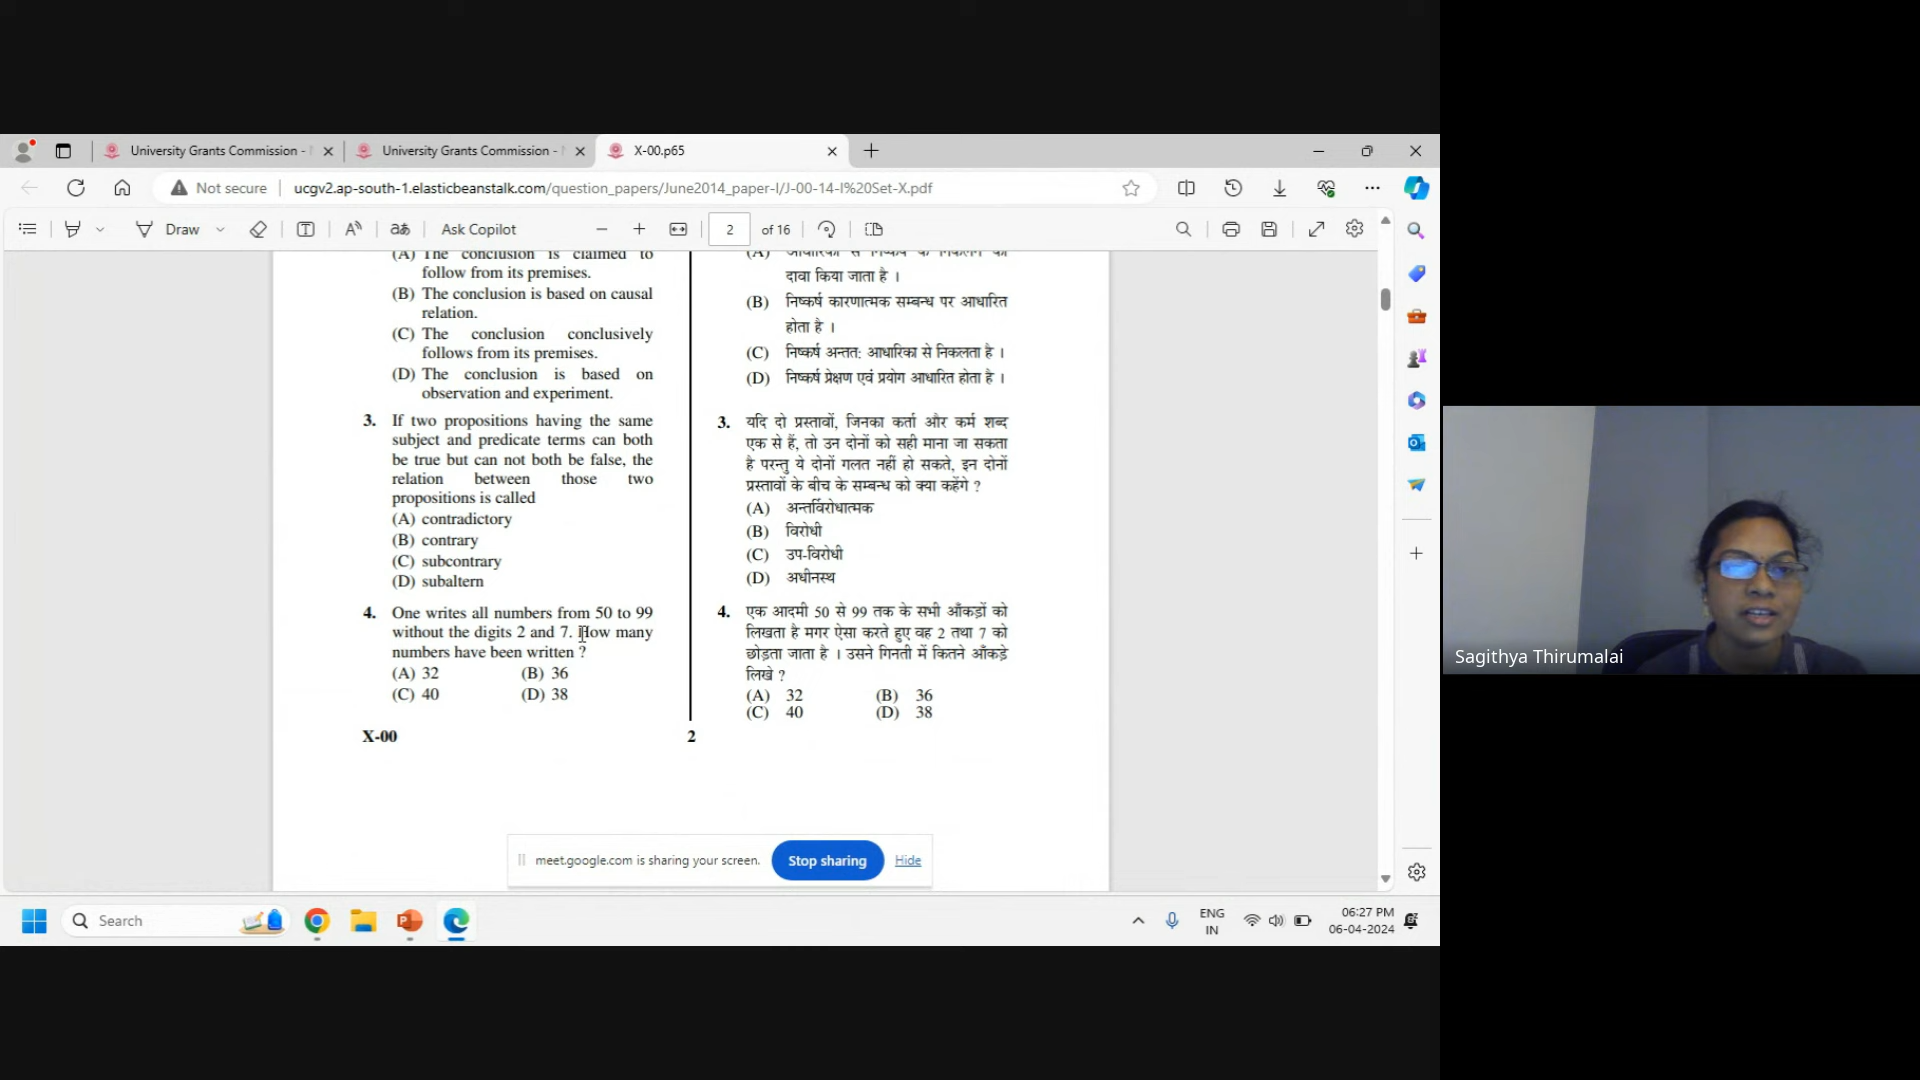 University Grants Commission -
University Grants Commission -
X-00.p65
Not secure
ucgv2.ap-south-1.elasticbeanstalk.com/question_papers/June2014_paper-I/J-00-14-I%20Set-X.pdf
Draw
Ask Copilot
2
of 16
(A) The conclusion is claimed to
follow from its premises.
(B) The conclusion is based on causal
relation.
(C) The conclusion conclusively
follows from its premises.
(D) The conclusion is based on
observation and experiment.
3. If two propositions having the same
subject and predicate terms can both
be true but can not both be false, the
relation between those two
propositions is called
(A) contradictory
(B) contrary
(C) subcontrary
(D) subaltern
4. One writes all numbers from 50 to 99
without the digits 2 and 7. How many
numbers have been written ?
(A) 32 (B) 36
(C) 40 (D) 38
X-00
2
दावा किया जाता है ।
(B) निष्कर्ष कारणात्मक सम्बन्ध पर आधारित
होता है ।
(C) निष्कर्ष अन्तत: आधारिका से निकलता है ।
(D) निष्कर्ष प्रेक्षण एवं प्रयोग आधारित होता है ।
3. यदि दो प्रस्तावों, जिनका कर्ता और कर्म शब्द
एक से हैं, तो उन दोनों को सही माना जा सकता
है परन्तु ये दोनों गलत नहीं हो सकते, इन दोनों
प्रस्तावों के बीच के सम्बन्ध को क्या कहेंगे ?
(A) अन्तर्विरोधात्मक
(B) विरोधी
(C) उप-विरोधी
(D) अधीनस्थ
4. एक आदमी 50 से 99 तक के सभी आँकड़ों को
लिखता है मगर ऐसा करते हुए वह 2 तथा 7 को
छोड़ता जाता है । उसने गिनती में कितने आँकड़े
लिखे ?
(A) 32 (B) 36
(C) 40 (D) 38
meet.google.com is sharing your screen.
Stop sharing
Hide
Search
ENG
IN
06:27 PM
06-04-2024
Sagithya Thirumalai